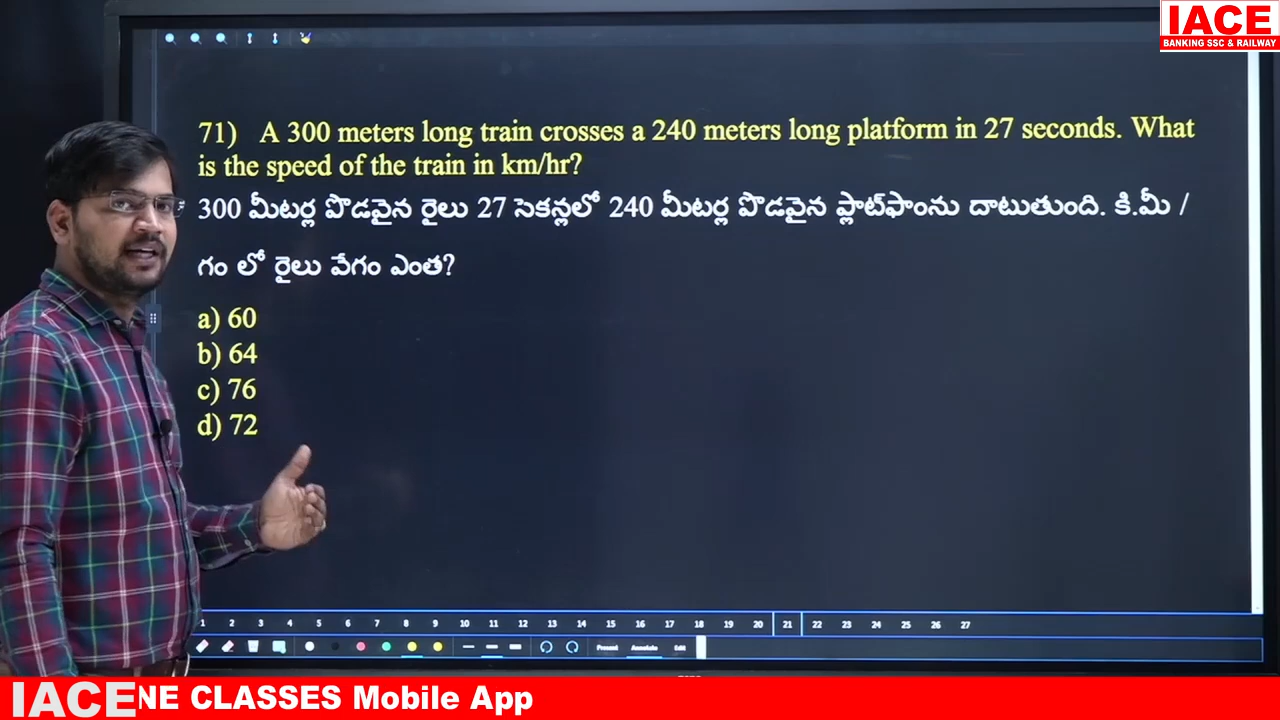 IACE
BANKING SSC & RAILWAY
71) A 300 meters long train crosses a 240 meters long platform in 27 seconds. What
is the speed of the train in km/hr?
300 మీటర్ల పొడవైన రైలు 27 సెకన్లలో 240 మీటర్ల పొడవైన ప్లాట్‌ఫాంను దాటుతుంది. కి.మీ /
గం లో రైలు వేగం ఎంత?
a) 60
b) 64
c) 76
d) 72
1 2 3 4 5 6 7 8 9 10 11 12 13 14 15 16 17 18 19 20 21 22 23 24 25 26 27
Present Annotate Edit
IACE NE CLASSES Mobile App